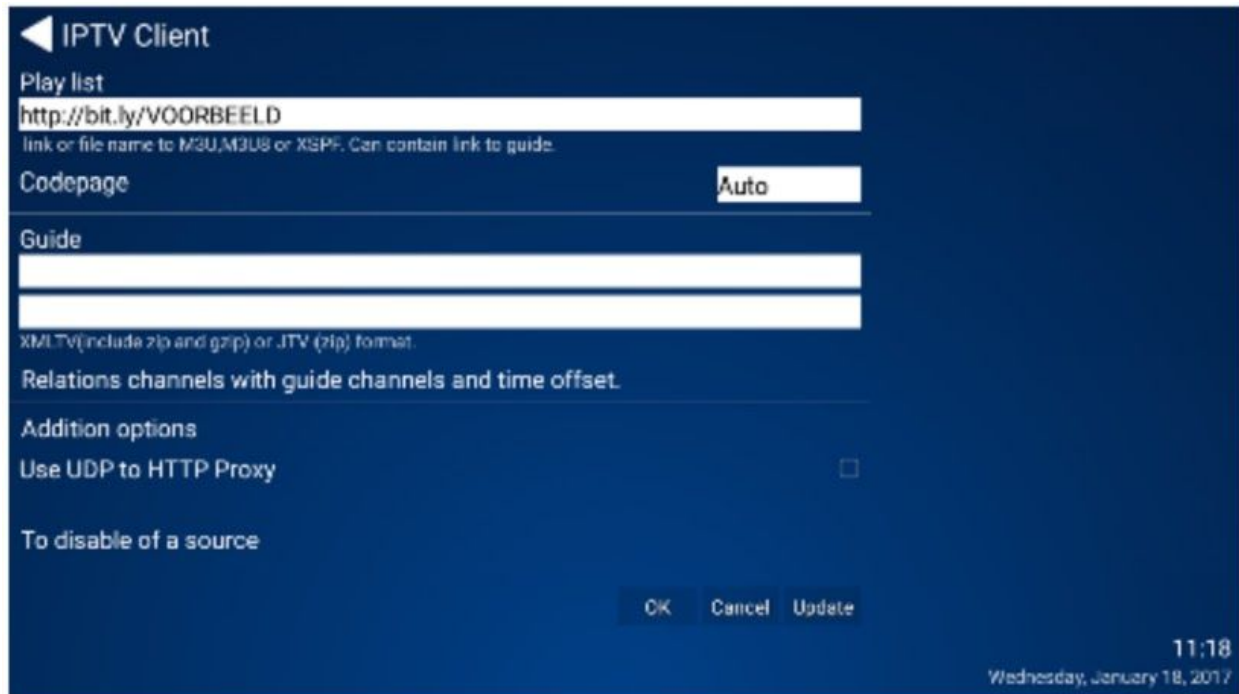 IPTV Client
Play list
http://bit.ly/VOORBEELD
link or file name to M3U,M3U8 or XSPF. Can contain link to guide.
Codepage
Auto
Guide
XMLTV(include zip and gzip) or JTV (zip) format.
Relations channels with guide channels and time offset.
Addition options
Use UDP to HTTP Proxy
To disable of a source
OK Cancel Update
11:18
Wednesday, January 18, 2017